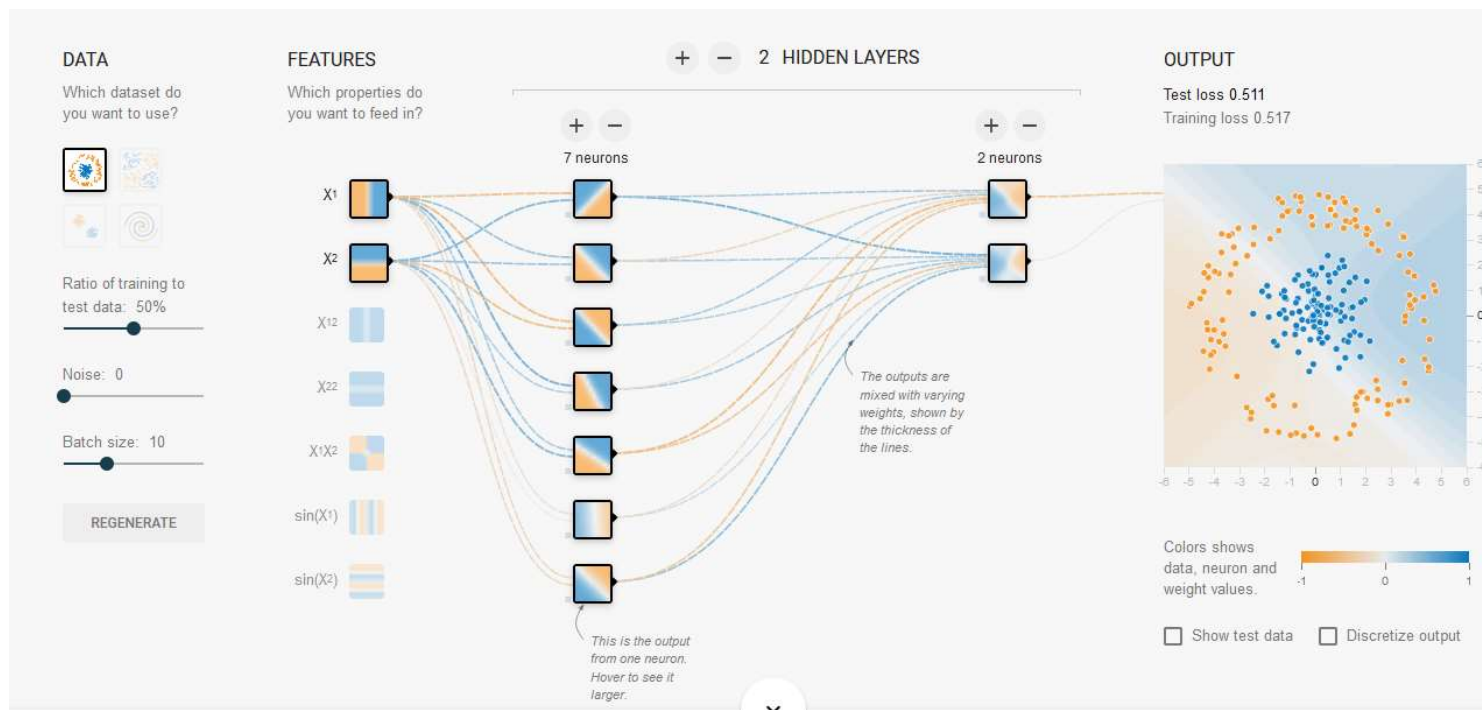 DATA
Which dataset do
you want to use?
Ratio of training to
test data: 50%
Noise: 0
Batch size: 10
REGENERATE
FEATURES
Which properties do
you want to feed in?
X1
X2
X12
X22
X1X2
sin(X1)
sin(X2)
+ − 2 HIDDEN LAYERS
+ −
7 neurons
+ −
2 neurons
The outputs are
mixed with varying
weights, shown by
the thickness of
the lines.
This is the output
from one neuron.
Hover to see it
larger.
OUTPUT
Test loss 0.511
Training loss 0.517
-6 -5 -4 -3 -2 -1 0 1 2 3 4 5 6
Colors shows
data, neuron and
weight values.
-1 0 1
Show test data
Discretize output